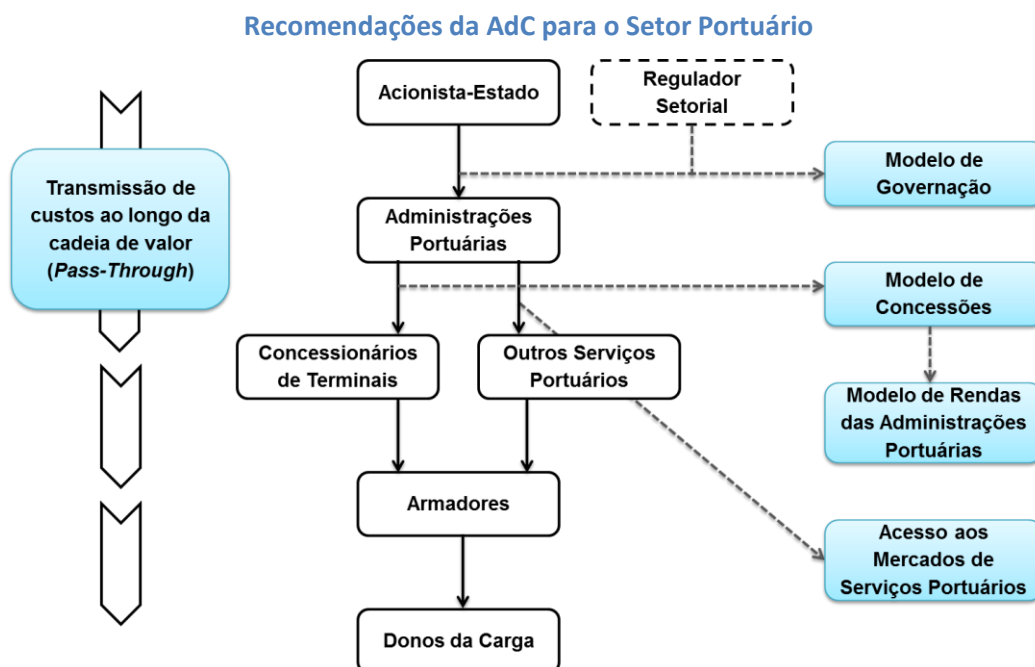 Recomendações da AdC para o Setor Portuário
Acionista-Estado
Regulador
Setorial
Transmissão de
custos ao longo da
cadeia de valor
(Pass-Through)
Modelo de
Governação
Administrações
Portuárias
Modelo de
Concessões
Concessionários
de Terminais
Outros Serviços
Portuários
Modelo de Rendas
das Administrações
Portuárias
Armadores
Acesso aos
Mercados de
Serviços Portuários
Donos da Carga